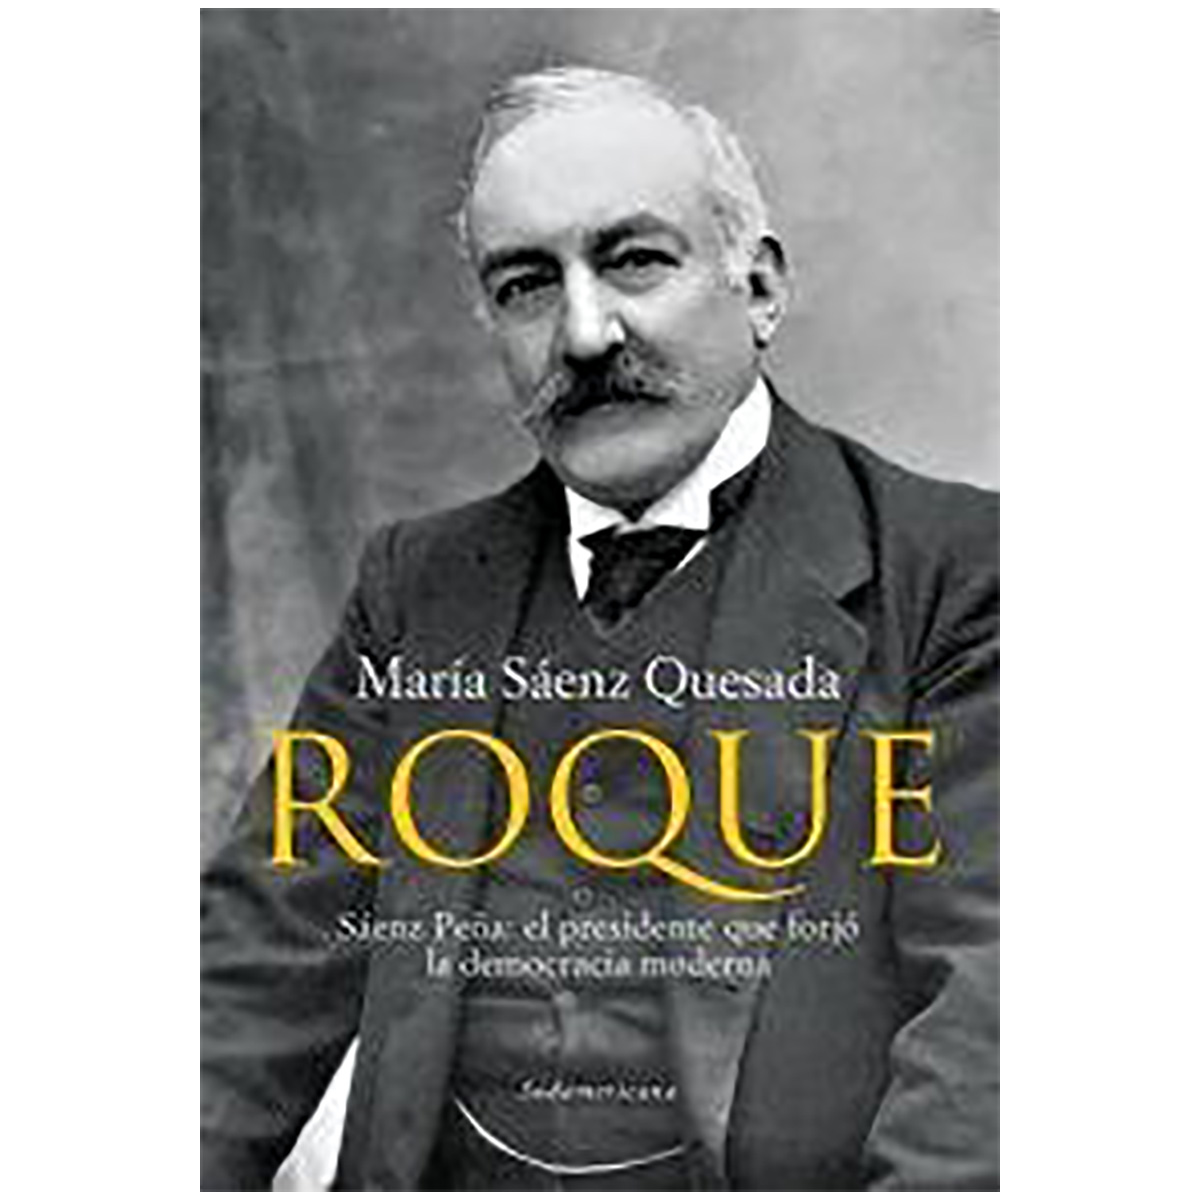 María Sáenz Quesada
ROQUE
Sáenz Peña: el presidente que forjó
la democracia moderna
Sudamericana